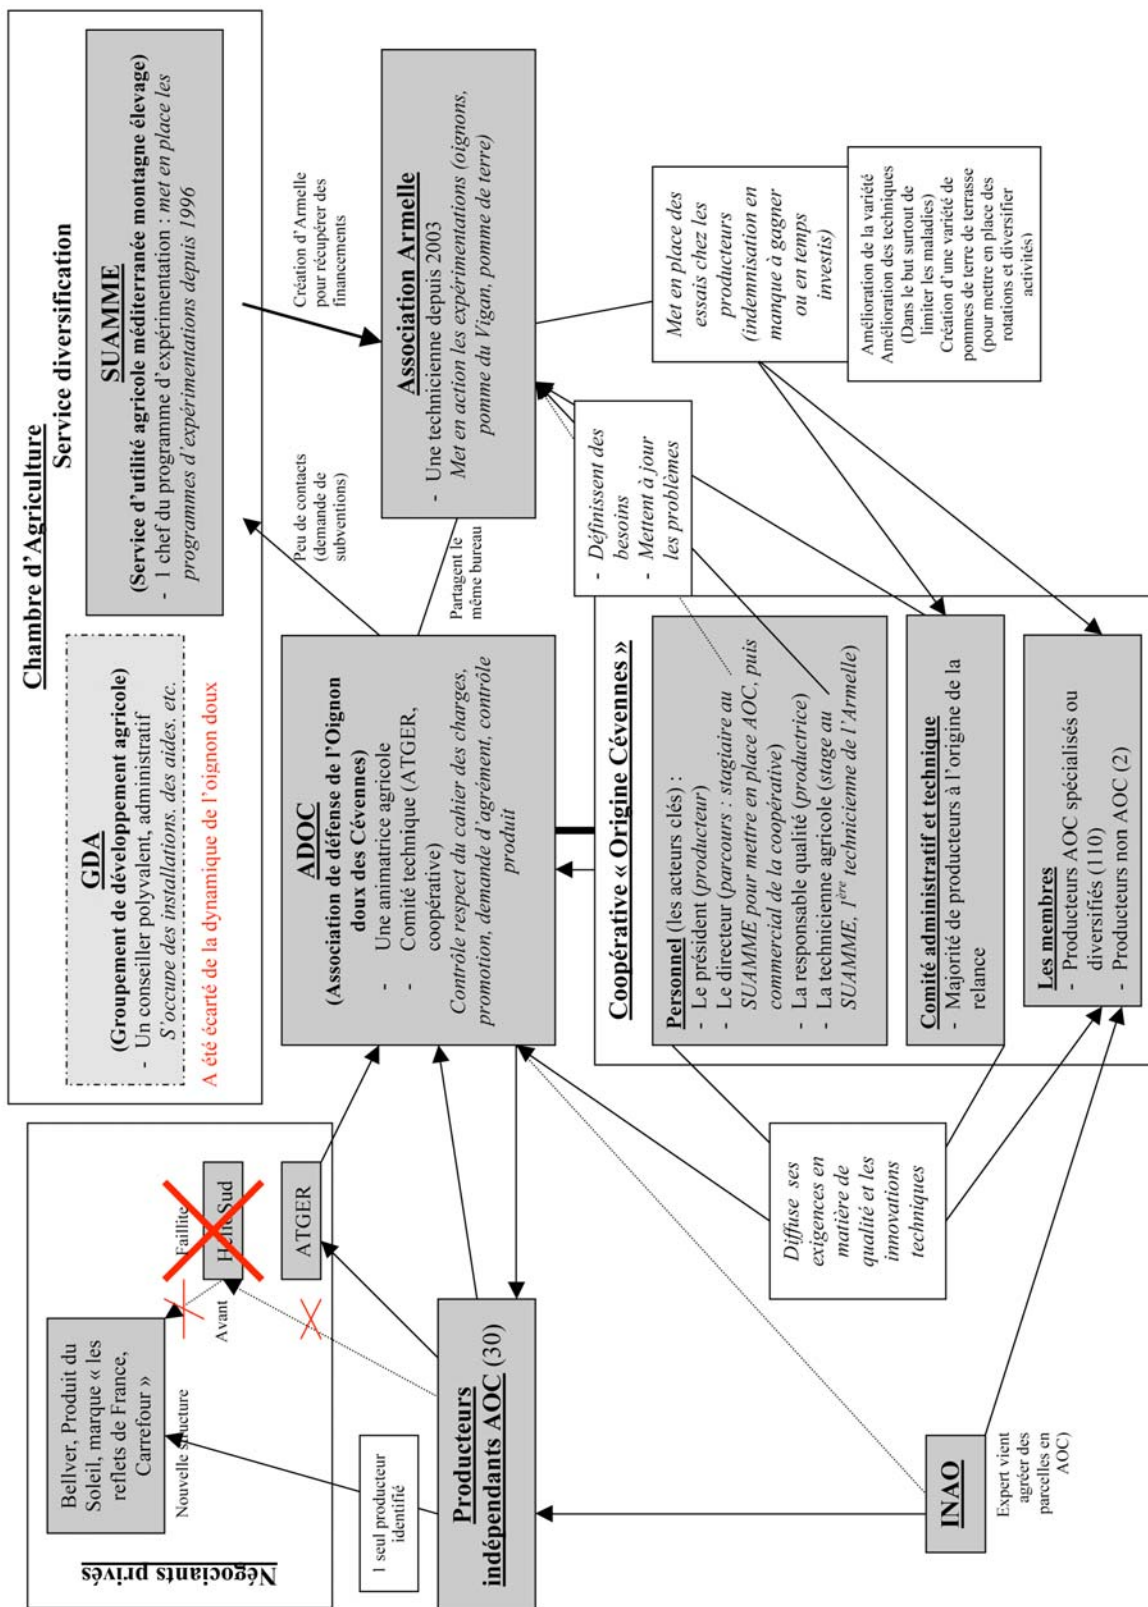 Chambre d'Agriculture
Service diversification
GDA
(Groupement de développement agricole)
- Un conseiller polyvalent, administratif
S'occupe des installations, des aides, etc.
A été écarté de la dynamique de l'oignon doux
SUAMME
(Service d'utilité agricole méditerranée montagne élevage)
- 1 chef du programme d'expérimentation : met en place les
programmes d'expérimentations depuis 1996
Négociants privés
Bellver, Produit du
Soleil, marque « les
reflets de France,
Carrefour »
Nouvelle structure
Avant
Faillite
Sud
ATGER
1 seul producteur
identifié
Producteurs
indépendants AOC (30)
ADOC
(Association de défense de l'Oignon
doux des Cévennes)
- Une animatrice agricole
- Comité technique (ATGER,
coopérative)
Contrôle respect du cahier des charges,
promotion, demande d'agrément, contrôle
produit
Peu de contacts
(demande de
subventions)
Création d'Armelle
pour récupérer des
financements
Partagent le
même bureau
Association Armelle
- Une technicienne depuis 2003
Met en action les expérimentations (oignons,
pomme du Vigan, pomme de terre)
- Définissent des
besoins
- Mettent à jour
les problèmes
Met en place des
essais chez les
producteurs
(indemnisation en
manque à gagner
ou en temps
investis)
Amélioration de la variété
Amélioration des techniques
(Dans le but surtout de
limiter les maladies)
Création d'une variété de
pommes de terre de terrasse
(pour mettre en place des
rotations et diversifier
activités)
Coopérative « Origine Cévennes »
Personnel (les acteurs clés) :
- Le président (producteur)
- Le directeur (parcours : stagiaire au
SUAMME pour mettre en place AOC, puis
commercial de la coopérative)
- La responsable qualité (productrice)
- La technicienne agricole (stage au
SUAMME, 1ère technicienne de l'Armelle)
Comité administratif et technique
- Majorité de producteurs à l'origine de la
relance
Les membres
- Producteurs AOC spécialisés ou
diversifiés (110)
- Producteurs non AOC (2)
Diffuse ses
exigences en
matière de
qualité et les
innovations
techniques
INAO
Expert vient
agréer des
parcelles en
AOC)